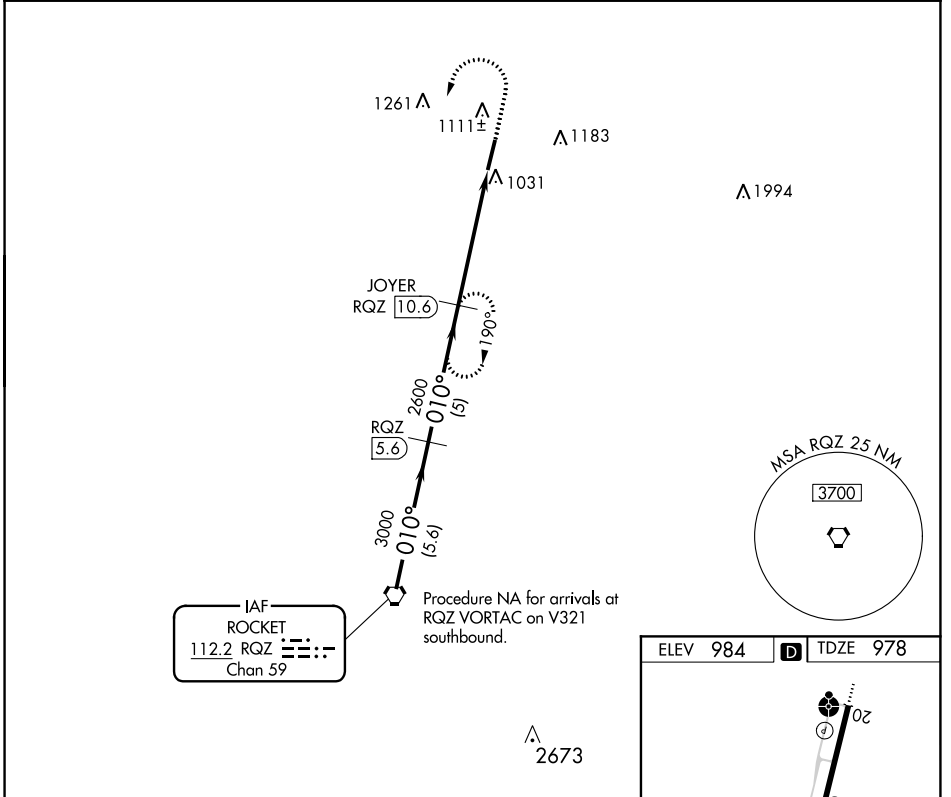 1261
1111±
1183
1031
1994
JOYER
RQZ 10.6
190°
2600
010°
(5)
RQZ
5.6
3000
010°
(5.6)
MSA RQZ 25 NM
3700
IAF
ROCKET
112.2 RQZ
Chan 59
Procedure NA for arrivals at
RQZ VORTAC on V321
southbound.
2673
ELEV 984 D TDZE 978
20
P